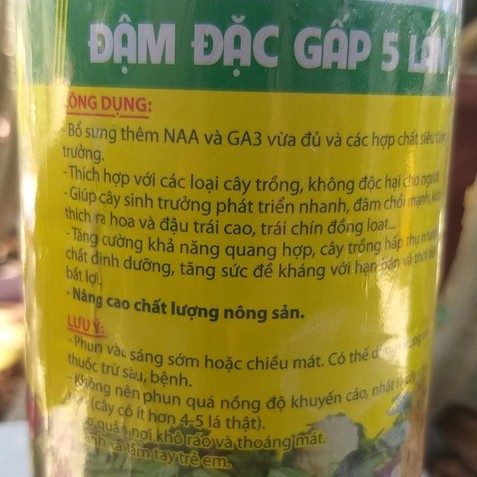 ĐẬM ĐẶC GẤP 5 LẦN
CÔNG DỤNG:
- Bổ sung thêm NAA và GA3 vừa đủ và các hợp chất siêu
trưởng.
- Thích hợp với các loại cây trồng, không độc hại cho người.
- Giúp cây sinh trưởng phát triển nhanh, đâm chồi mạnh, kích
thích ra hoa và đậu trái cao, trái chín đồng loạt...
- Tăng cường khả năng quang hợp, cây trồng hấp thụ nhanh
chất dinh dưỡng, tăng sức đề kháng với hạn hán và thời
bất lợi.
- Nâng cao chất lượng nông sản.
LƯU Ý:
- Phun vào sáng sớm hoặc chiều mát. Có thể
thuốc trừ sâu, bệnh.
- Không nên phun quá nồng độ khuyến cáo, nhất là
(cây có ít hơn 4-5 lá thật).
quản nơi khô ráo và thoáng mát.
xa tầm tay trẻ em.